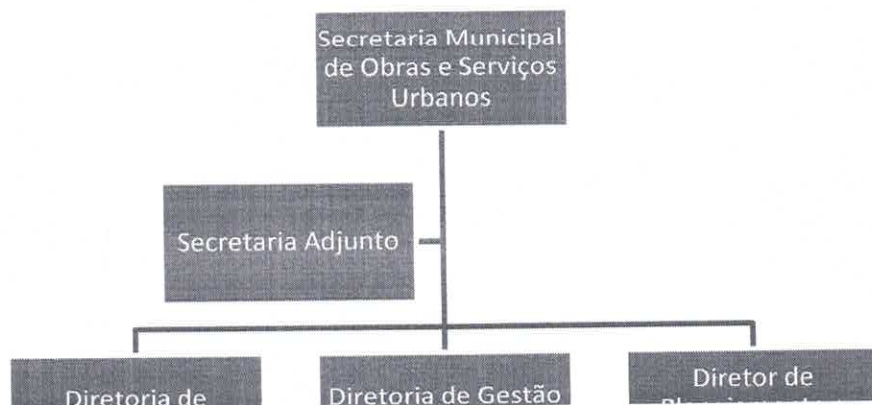 Secretaria Municipal
de Obras e Serviços
Urbanos
Secretaria Adjunto
Diretoria de
Diretoria de Gestão
Diretor de